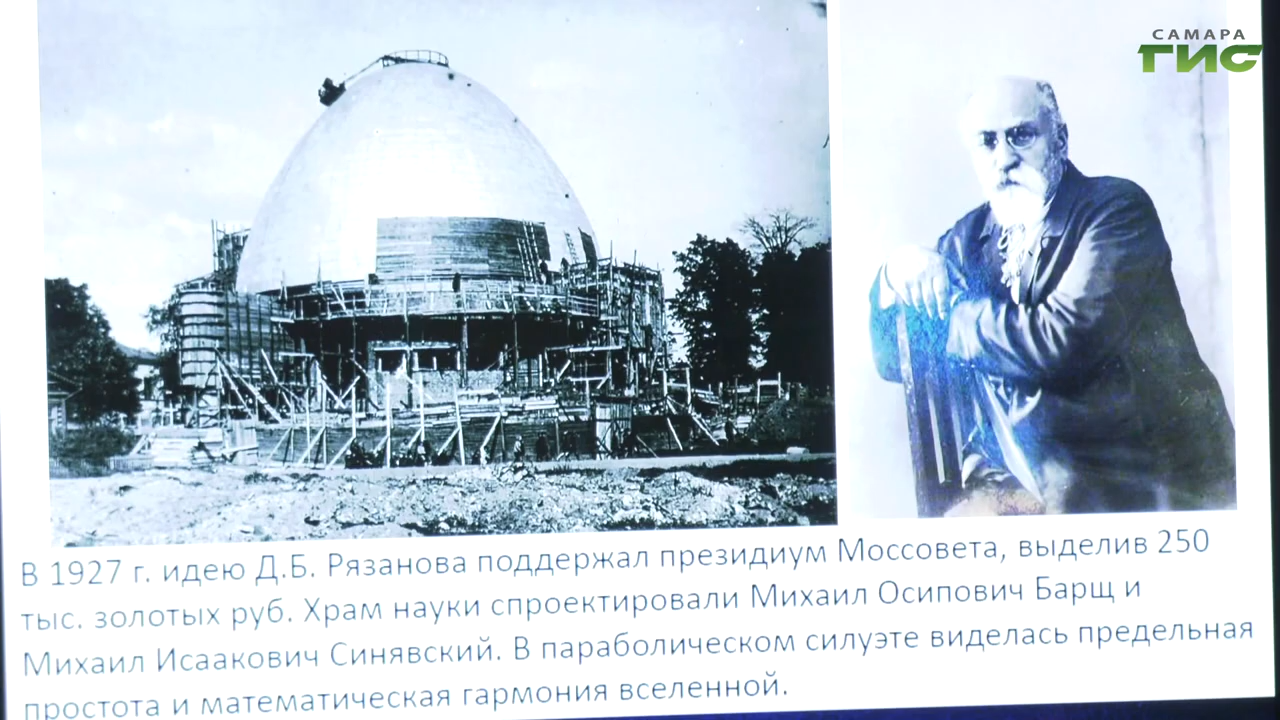 САМАРА
ГИС
В 1927 г. идею Д.Б. Рязанова поддержал президиум Моссовета, выделив 250
тыс. золотых руб. Храм науки спроектировали Михаил Осипович Барщ и
Михаил Исаакович Синявский. В параболическом силуэте виделась предельная
простота и математическая гармония вселенной.